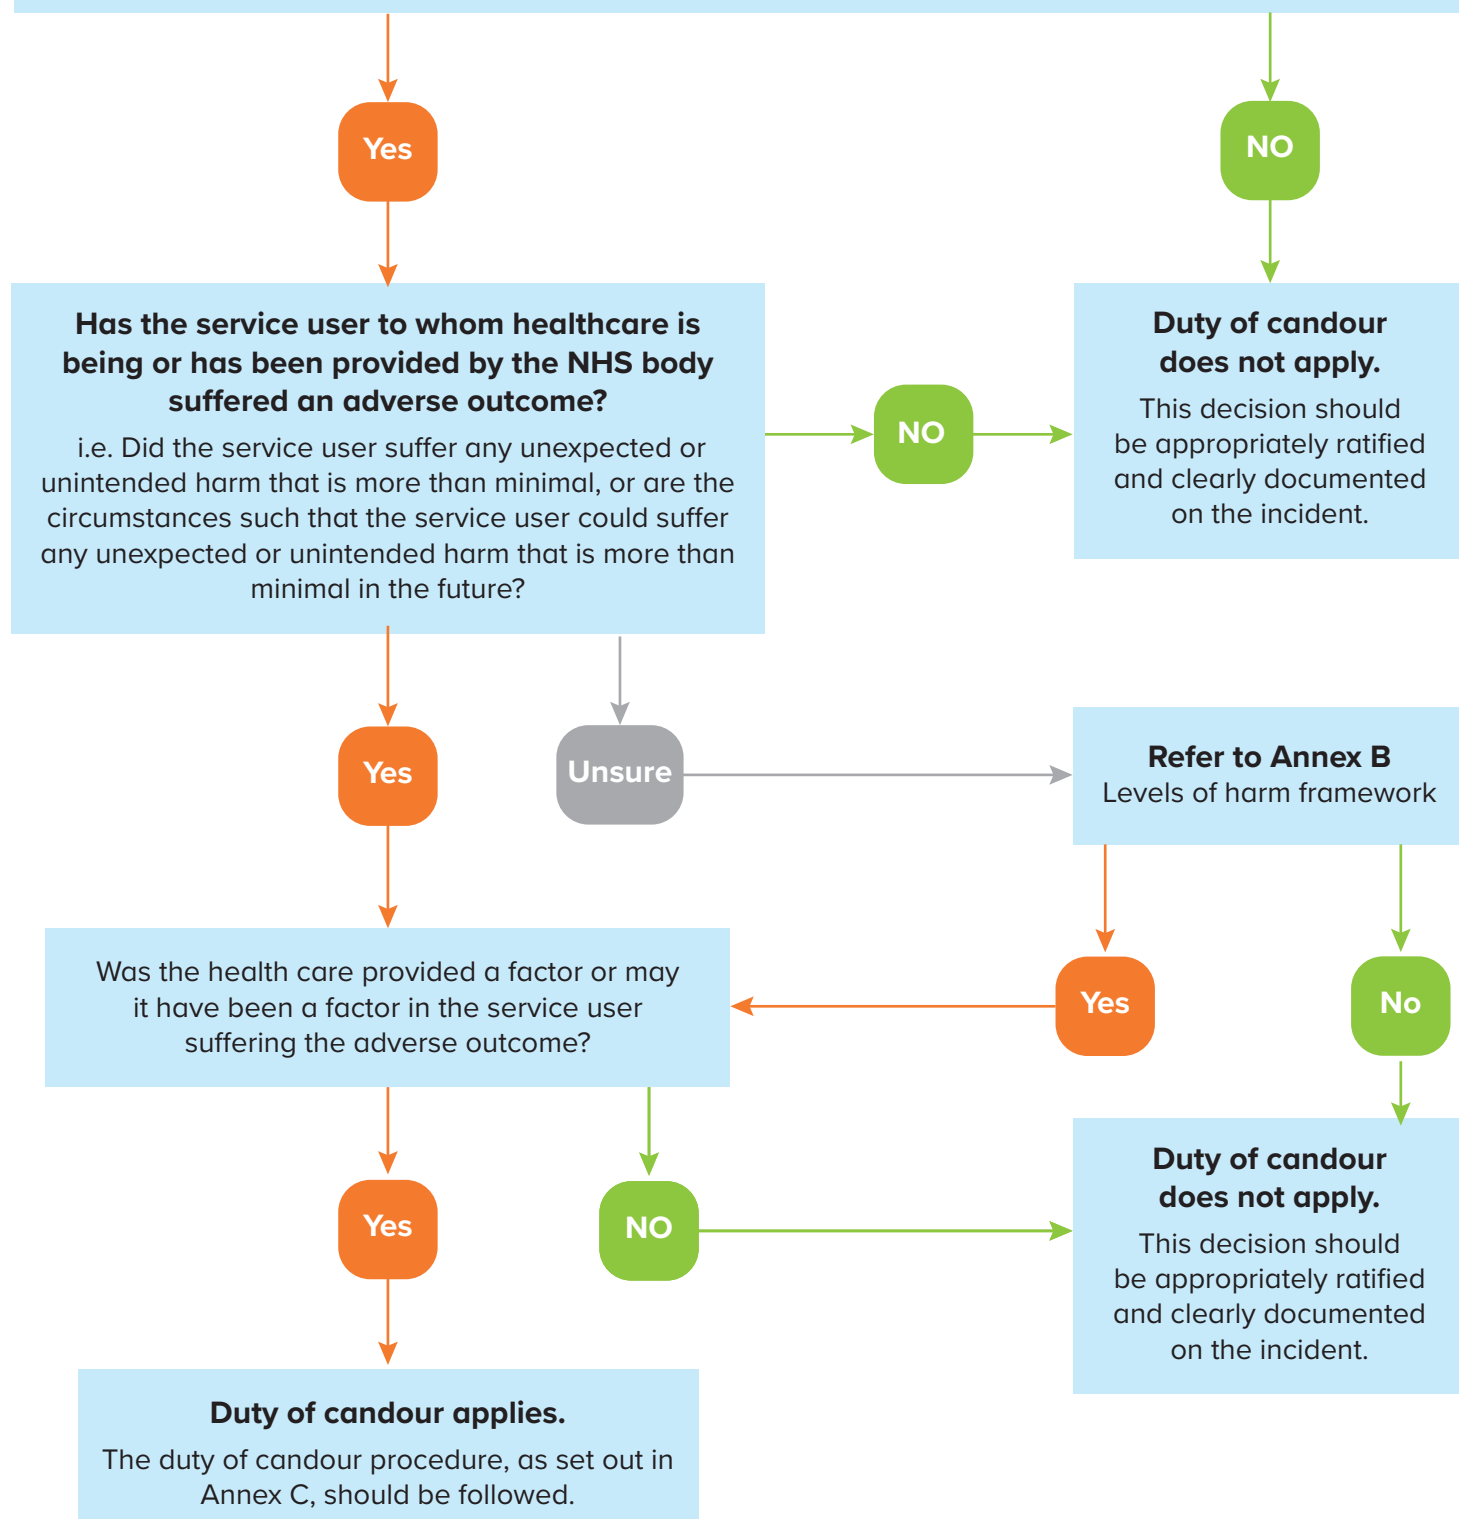 Yes
NO
Has the service user to whom healthcare is
being or has been provided by the NHS body
suffered an adverse outcome?
i.e. Did the service user suffer any unexpected or
unintended harm that is more than minimal, or are the
circumstances such that the service user could suffer
any unexpected or unintended harm that is more than
minimal in the future?
NO
Duty of candour
does not apply.
This decision should
be appropriately ratified
and clearly documented
on the incident.
Yes
Unsure
Refer to Annex B
Levels of harm framework
Yes
No
Was the health care provided a factor or may
it have been a factor in the service user
suffering the adverse outcome?
Yes
NO
Duty of candour
does not apply.
This decision should
be appropriately ratified
and clearly documented
on the incident.
Duty of candour applies.
The duty of candour procedure, as set out in
Annex C, should be followed.